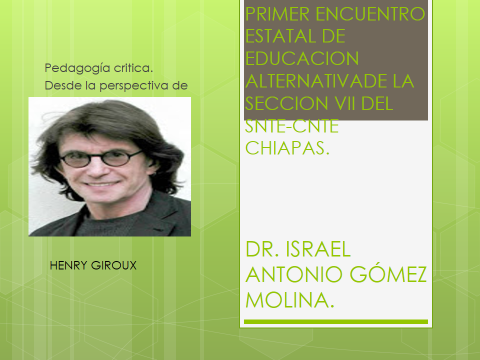 Pedagogía critica.
Desde la perspectiva de
HENRY GIROUX
PRIMER ENCUENTRO
ESTATAL DE
EDUCACION
ALTERNATIVADE LA
SECCION VII DEL
SNTE-CNTE
CHIAPAS.
DR. ISRAEL
ANTONIO GÓMEZ
MOLINA.